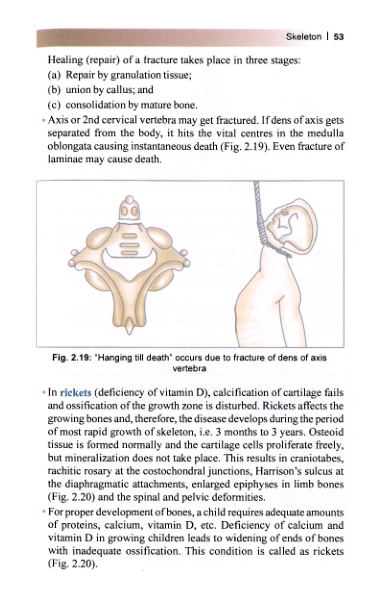 Skeleton | 53
Healing (repair) of a fracture takes place in three stages:
(a) Repair by granulation tissue;
(b) union by callus; and
(c) consolidation by mature bone.
• Axis or 2nd cervical vertebra may get fractured. If dens of axis gets
separated from the body, it hits the vital centres in the medulla
oblongata causing instantaneous death (Fig. 2.19). Even fracture of
laminae may cause death.
Fig. 2.19: "Hanging till death" occurs due to fracture of dens of axis
vertebra
• In rickets (deficiency of vitamin D), calcification of cartilage fails
and ossification of the growth zone is disturbed. Rickets affects the
growing bones and, therefore, the disease develops during the period
of most rapid growth of skeleton, i.e. 3 months to 3 years. Osteoid
tissue is formed normally and the cartilage cells proliferate freely,
but mineralization does not take place. This results in craniotabes,
rachitic rosary at the costochondral junctions, Harrison's sulcus at
the diaphragmatic attachments, enlarged epiphyses in limb bones
(Fig. 2.20) and the spinal and pelvic deformities.
• For proper development of bones, a child requires adequate amounts
of proteins, calcium, vitamin D, etc. Deficiency of calcium and
vitamin D in growing children leads to widening of ends of bones
with inadequate ossification. This condition is called as rickets
(Fig. 2.20).